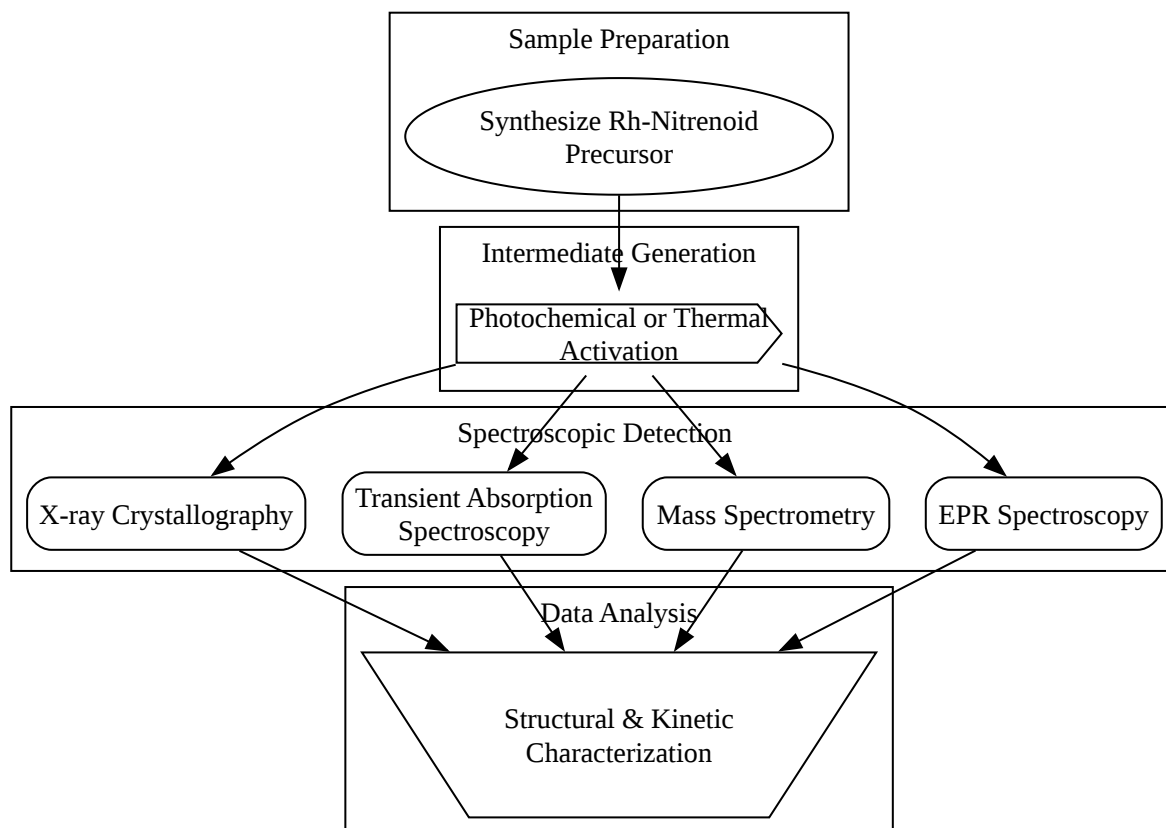 Sample Preparation
Synthesize Rh-Nitrenoid
Precursor
Intermediate Generation
Photochemical or Thermal
Activation
Spectroscopic Detection
X-ray Crystallography
Transient Absorption
Spectroscopy
Mass Spectrometry
EPR Spectroscopy
Data Analysis
Structural & Kinetic
Characterization